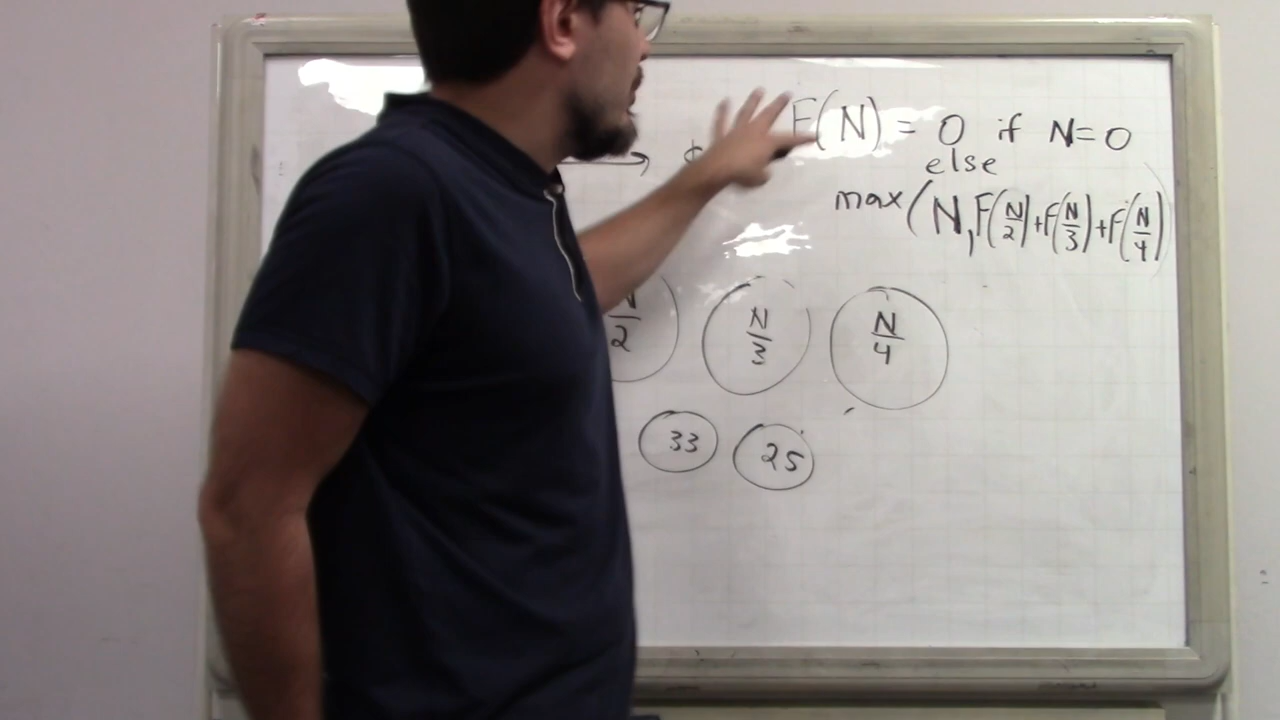 F(N) = 0 if N=0
else
max(N, F(N/2)+F(N/3)+F(N/4))
N/2 N/3 N/4
33 25